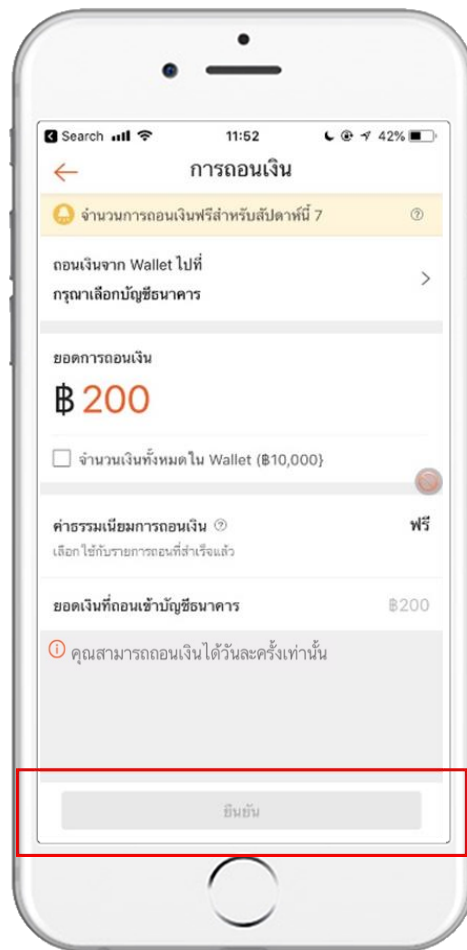 Search 11:52 42%
การถอนเงิน
จำนวนการถอนเงินฟรีสำหรับสัปดาห์นี้ 7
ถอนเงินจาก Wallet ไปที่
กรุณาเลือกบัญชีธนาคาร
ยอดการถอนเงิน
฿ 200
จำนวนเงินทั้งหมดใน Wallet (฿10,000}
ค่าธรรมเนียมการถอนเงิน ฟรี
เลือกใช้กับรายการถอนที่สำเร็จแล้ว
ยอดเงินที่ถอนเข้าบัญชีธนาคาร ฿200
คุณสามารถถอนเงินได้วันละครั้งเท่านั้น
ยืนยัน